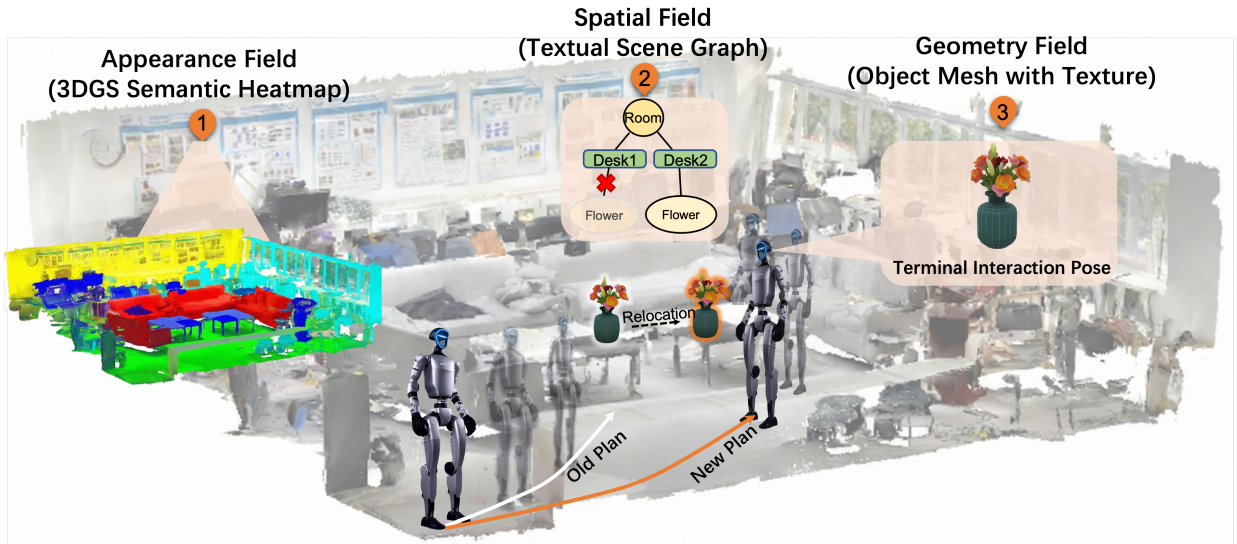 Appearance Field
(3DGS Semantic Heatmap)
1
Spatial Field
(Textual Scene Graph)
2
Room
Desk1
Desk2
Flower
Flower
Geometry Field
(Object Mesh with Texture)
3
Terminal Interaction Pose
Relocation
Old Plan
New Plan